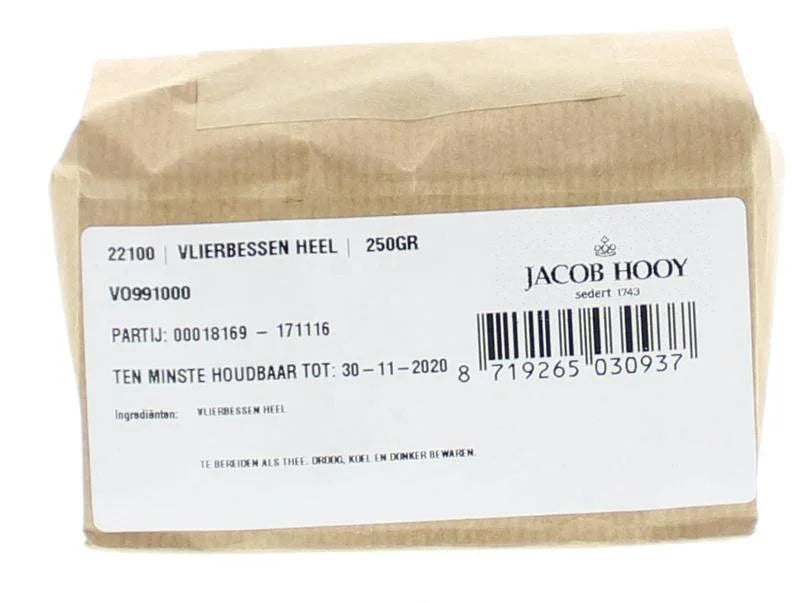 22100 | VLIERBESSEN HEEL | 250GR
JACOB HOOY
sedert 1743
V0991000
PARTIJ: 00018169 - 171116
TEN MINSTE HOUDBAAR TOT: 30-11-2020
8 719265 030937
Ingrediënten: VLIERBESSEN HEEL
TE BEREIDEN ALS THEE. DROOG, KOEL EN DONKER BEWAREN.